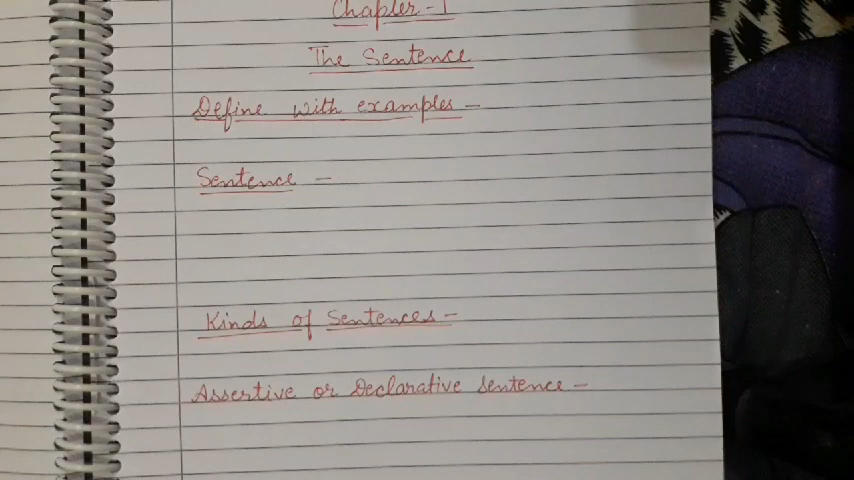 Chapter-1
The Sentence
Define with examples -
Sentence -
Kinds of Sentences -
Assertive or Declarative sentence -